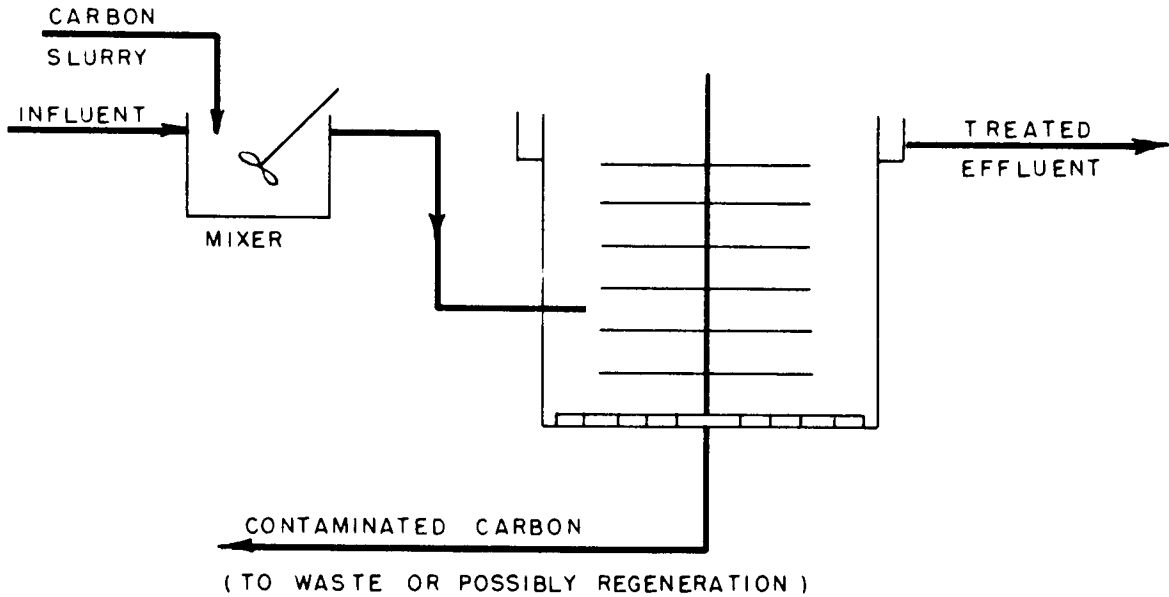 CARBON
SLURRY
INFLUENT
MIXER
TREATED
EFFLUENT
CONTAMINATED CARBON
(TO WASTE OR POSSIBLY REGENERATION)